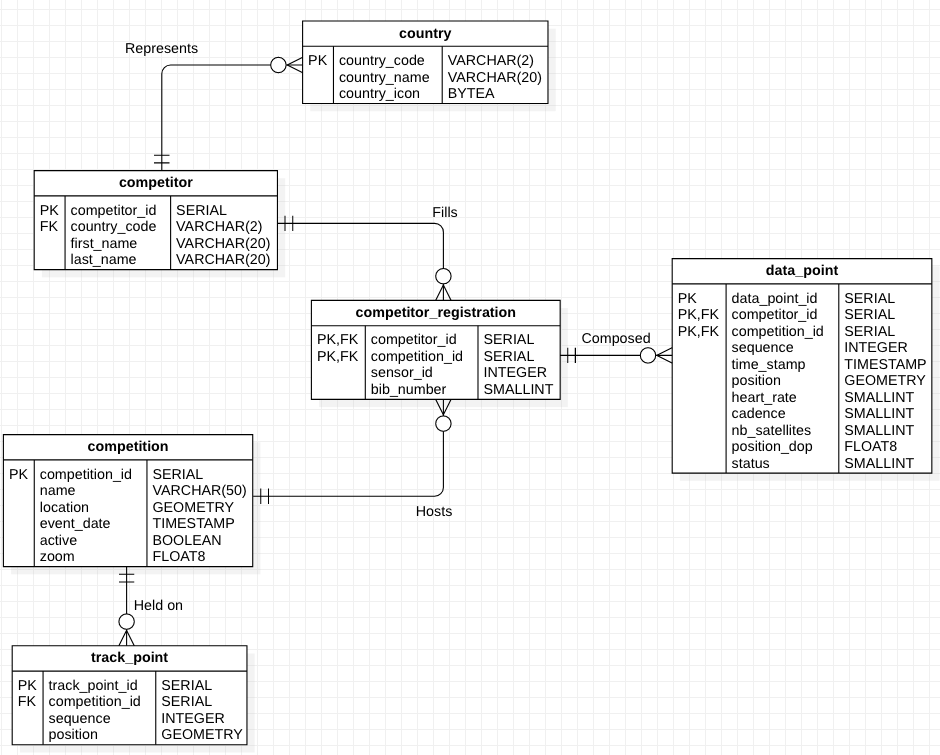 Represents
country
PK country_code VARCHAR(2)
country_name VARCHAR(20)
country_icon BYTEA
competitor
PK competitor_id SERIAL
FK country_code VARCHAR(2)
first_name VARCHAR(20)
last_name VARCHAR(20)
Fills
competitor_registration
PK,FK competitor_id SERIAL
PK,FK competition_id SERIAL
sensor_id INTEGER
bib_number SMALLINT
Composed
data_point
PK data_point_id SERIAL
PK,FK competitor_id SERIAL
PK,FK competition_id SERIAL
sequence INTEGER
time_stamp TIMESTAMP
position GEOMETRY
heart_rate SMALLINT
cadence SMALLINT
nb_satellites SMALLINT
position_dop FLOAT8
status SMALLINT
competition
PK competition_id SERIAL
name VARCHAR(50)
location GEOMETRY
event_date TIMESTAMP
active BOOLEAN
zoom FLOAT8
Hosts
Held on
track_point
PK track_point_id SERIAL
FK competition_id SERIAL
sequence INTEGER
position GEOMETRY